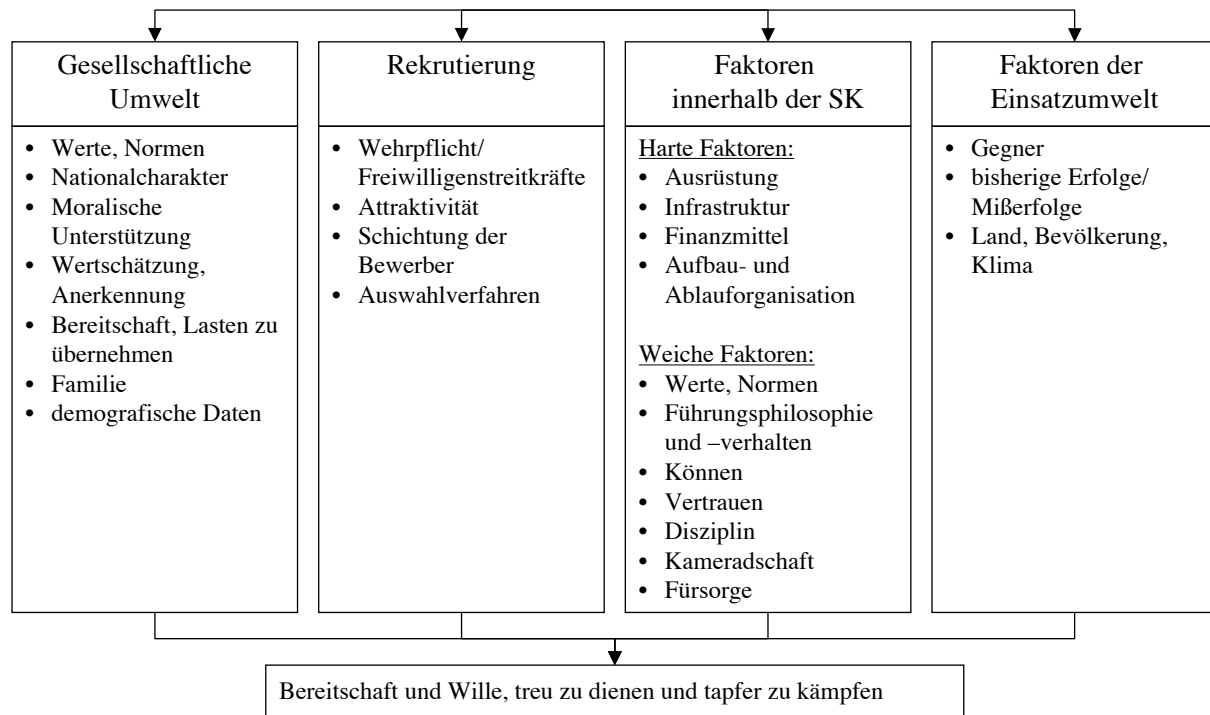 Gesellschaftliche
Umwelt
• Werte, Normen
• Nationalcharakter
• Moralische
Unterstützung
• Wertschätzung,
Anerkennung
• Bereitschaft, Lasten zu
übernehmen
• Familie
• demografische Daten
Rekrutierung
• Wehrpflicht/
Freiwilligenstreitkräfte
• Attraktivität
• Schichtung der
Bewerber
• Auswahlverfahren
Faktoren
innerhalb der SK
Harte Faktoren:
• Ausrüstung
• Infrastruktur
• Finanzmittel
• Aufbau- und
Ablauforganisation
Weiche Faktoren:
• Werte, Normen
• Führungsphilosophie
und –verhalten
• Können
• Vertrauen
• Disziplin
• Kameradschaft
• Fürsorge
Faktoren der
Einsatzumwelt
• Gegner
• bisherige Erfolge/
Mißerfolge
• Land, Bevölkerung,
Klima
Bereitschaft und Wille, treu zu dienen und tapfer zu kämpfen